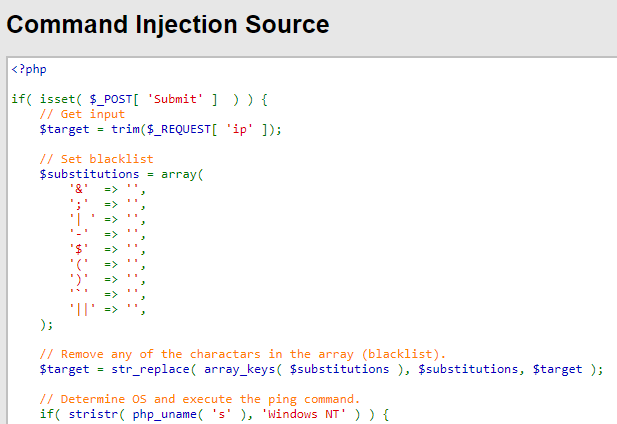 Command Injection Source
<?php
if( isset( $_POST[ 'Submit' ]  ) ) {
    // Get input
    $target = trim($_REQUEST[ 'ip' ]);
    // Set blacklist
    $substitutions = array(
        '&'  => '',
        ';'  => '',
        '| ' => '',
        '-'  => '',
        '$'  => '',
        '('  => '',
        ')'  => '',
        '`'  => '',
        '||' => '',
    );
    // Remove any of the charactars in the array (blacklist).
    $target = str_replace( array_keys( $substitutions ), $substitutions, $target );
    // Determine OS and execute the ping command.
    if( stristr( php_uname( 's' ), 'Windows NT' ) ) {